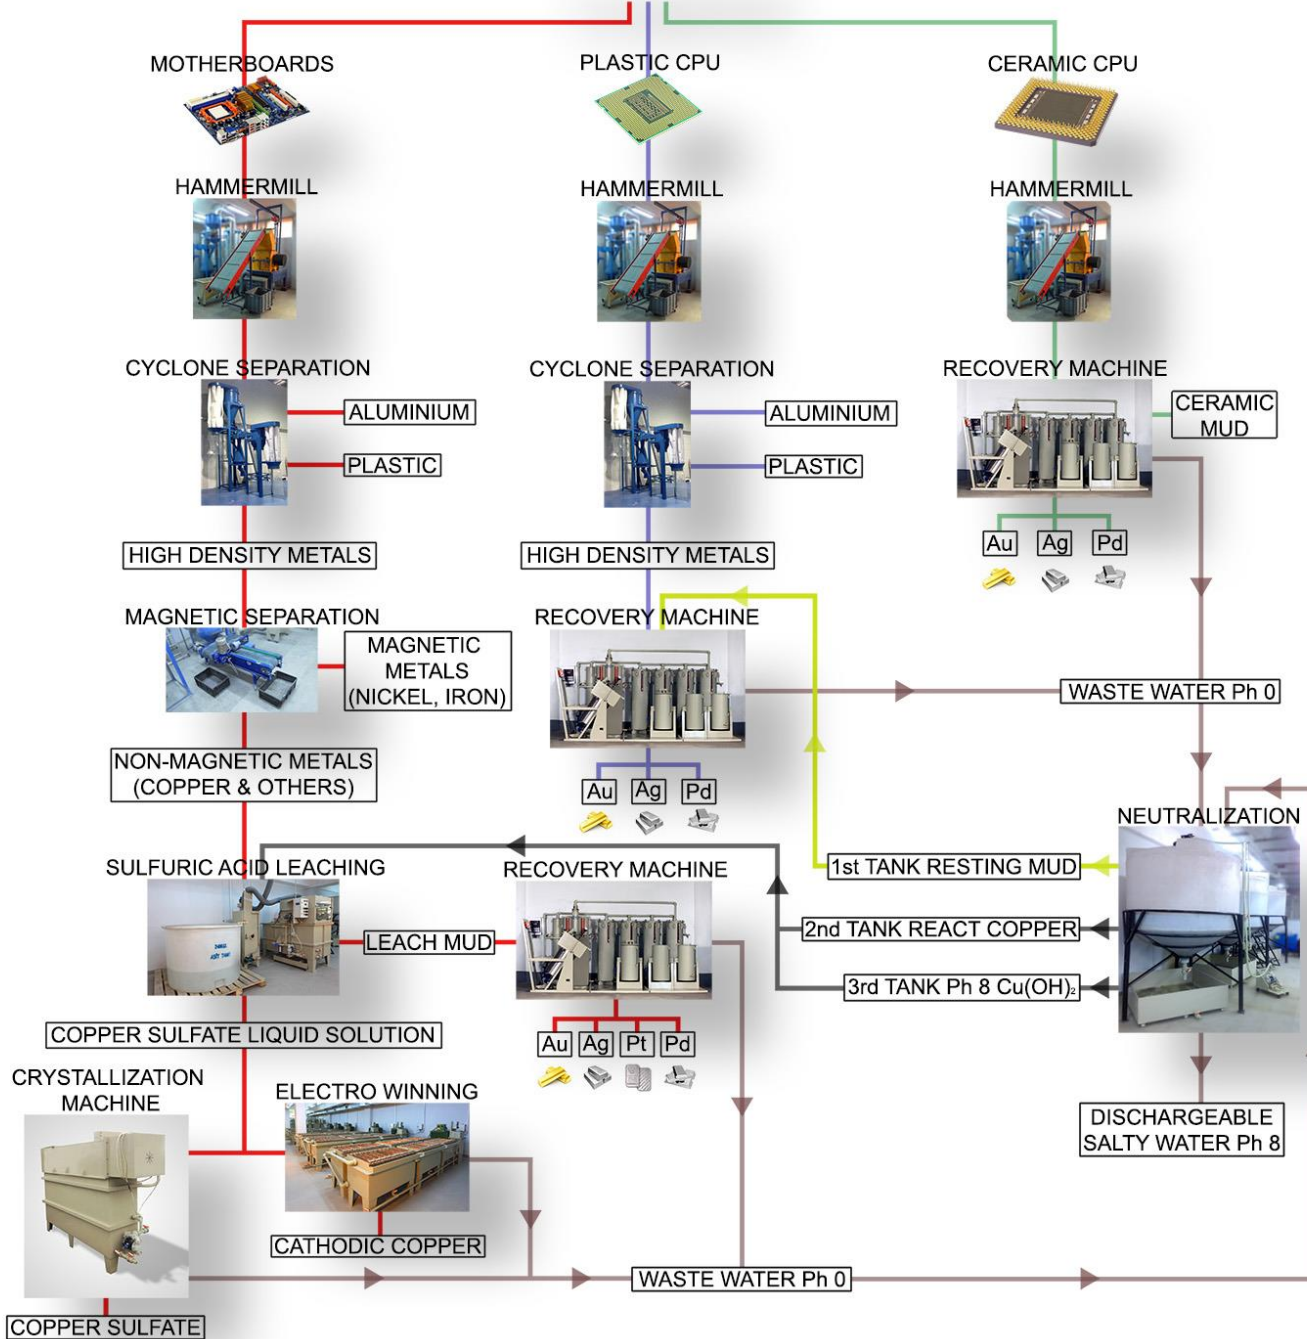 MOTHERBOARDS
PLASTIC CPU
CERAMIC CPU
HAMMERMILL
HAMMERMILL
HAMMERMILL
CYCLONE SEPARATION
CYCLONE SEPARATION
RECOVERY MACHINE
ALUMINIUM
ALUMINIUM
CERAMIC
MUD
PLASTIC
PLASTIC
HIGH DENSITY METALS
HIGH DENSITY METALS
Au
Ag
Pd
MAGNETIC SEPARATION
RECOVERY MACHINE
MAGNETIC
METALS
(NICKEL, IRON)
WASTE WATER Ph 0
NON-MAGNETIC METALS
(COPPER & OTHERS)
Au
Ag
Pd
NEUTRALIZATION
SULFURIC ACID LEACHING
RECOVERY MACHINE
1st TANK RESTING MUD
2nd TANK REACT COPPER
LEACH MUD
3rd TANK Ph 8 Cu(OH)₂
COPPER SULFATE LIQUID SOLUTION
Au
Ag
Pt
Pd
CRYSTALLIZATION
MACHINE
ELECTRO WINNING
DISCHARGEABLE
SALTY WATER Ph 8
CATHODIC COPPER
WASTE WATER Ph 0
COPPER SULFATE